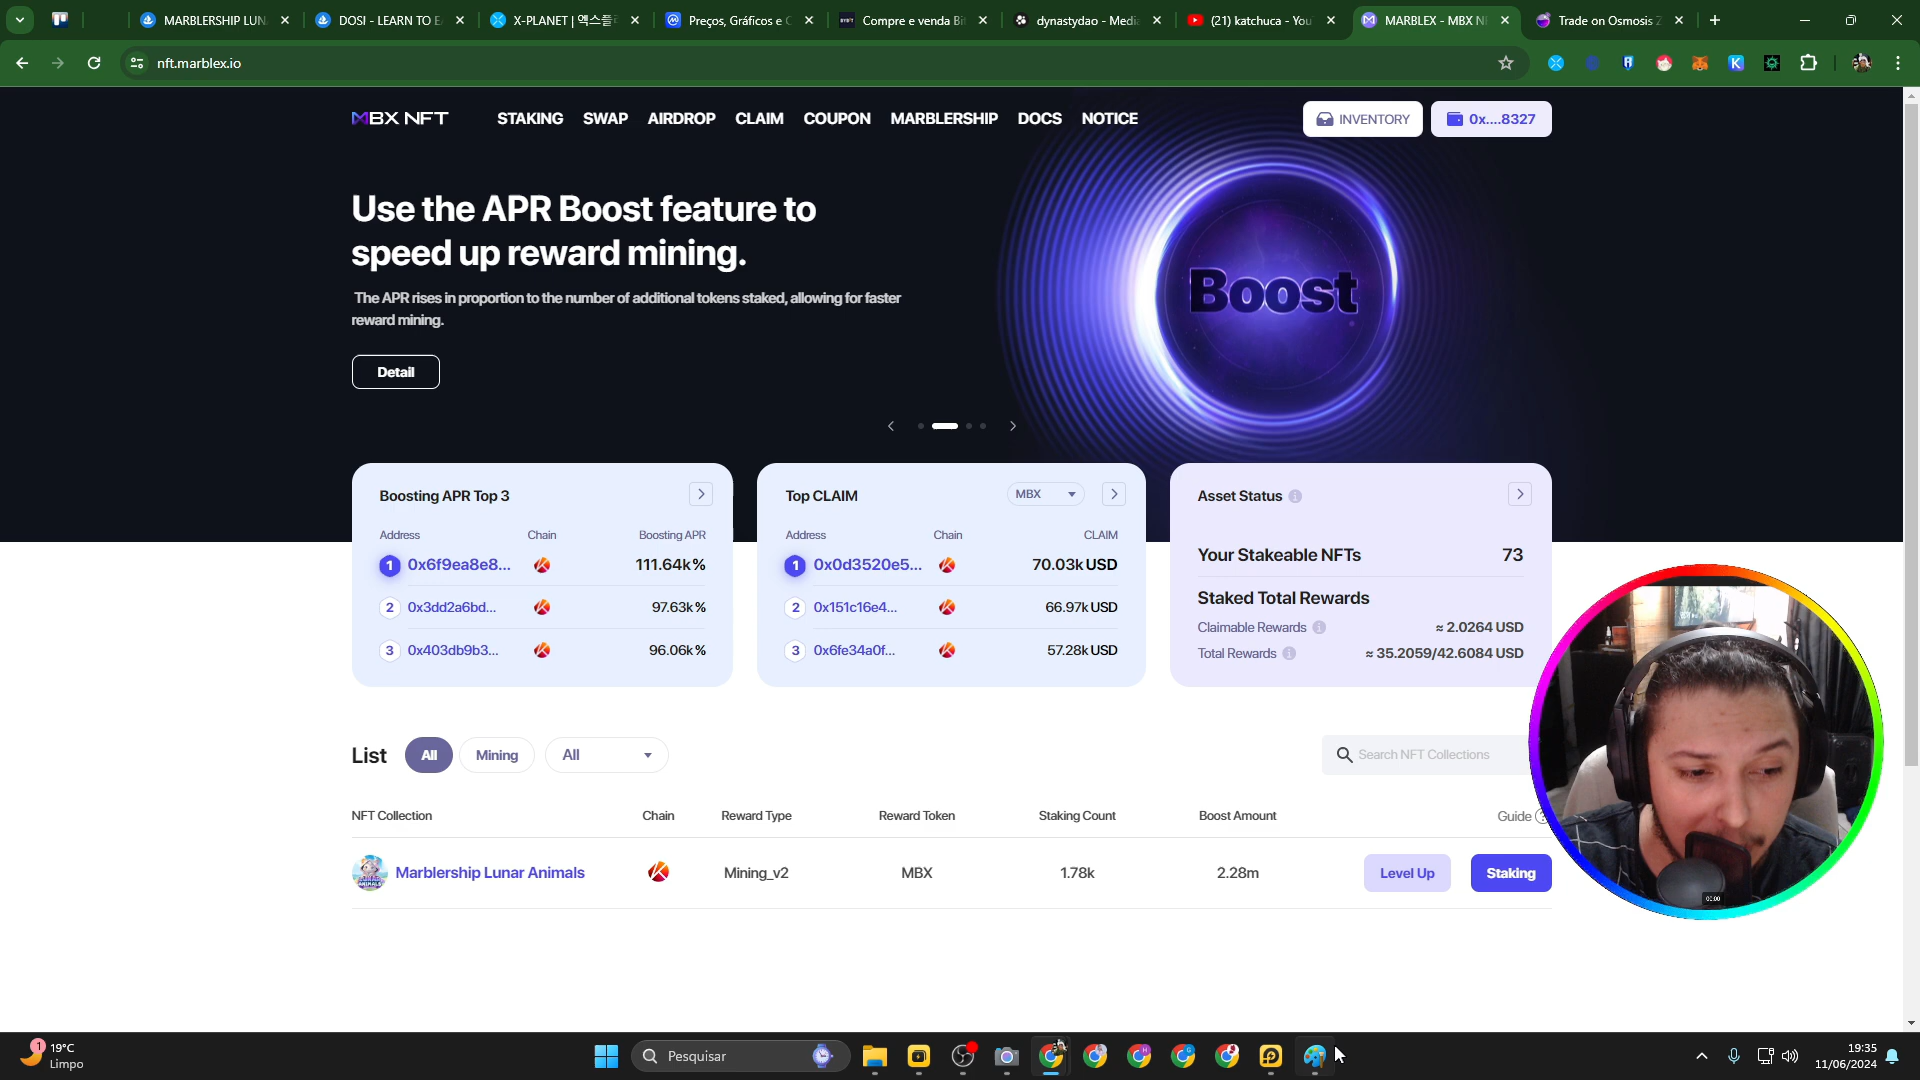 MARBLERSHIP LUN
DOSI - LEARN TO E
X-PLANET | 엑스플
Preços, Gráficos e C
Compre e venda Bi
dynastydao - Media
(21) katchuca - You
MARBLEX - MBX N
Trade on Osmosis Z
nft.marblex.io
MBX NFT
STAKING
SWAP
AIRDROP
CLAIM
COUPON
MARBLERSHIP
DOCS
NOTICE
INVENTORY
0x....8327
Use the APR Boost feature to
speed up reward mining.
The APR rises in proportion to the number of additional tokens staked, allowing for faster
reward mining.
Detail
Boost
Boosting APR Top 3
Address Chain Boosting APR
1 0x6f9ea8e8... 111.64k%
2 0x3dd2a6bd... 97.63k%
3 0x403db9b3... 96.06k%
Top CLAIM MBX
Address Chain CLAIM
1 0x0d3520e5... 70.03k USD
2 0x151c16e4... 66.97k USD
3 0x6fe34a0f... 57.28k USD
Asset Status
Your Stakeable NFTs 73
Staked Total Rewards
Claimable Rewards ≈ 2.0264 USD
Total Rewards ≈ 35.2059/42.6084 USD
List All Mining All
Search NFT Collections
NFT Collection Chain Reward Type Reward Token Staking Count Boost Amount Guide
Marblership Lunar Animals Mining_v2 MBX 1.78k 2.28m Level Up Staking
00:00
1
19°C
Limpo
Pesquisar
19:35
11/06/2024